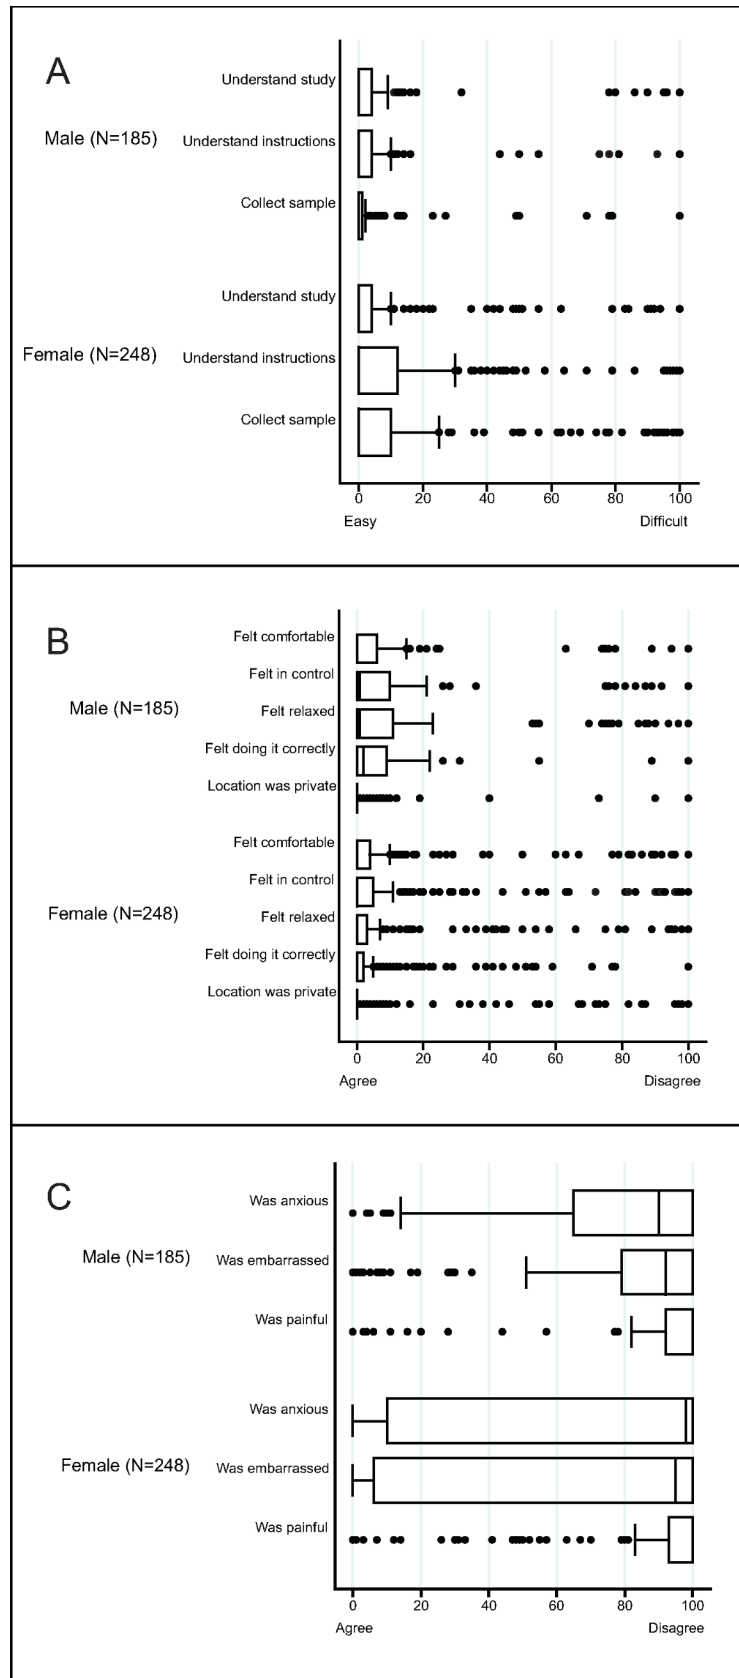 A
Male (N=185)
Understand study
Understand instructions
Collect sample
Female (N=248)
Understand study
Understand instructions
Collect sample
0 20 40 60 80 100
Easy Difficult
B
Male (N=185)
Felt comfortable
Felt in control
Felt relaxed
Felt doing it correctly
Location was private
Female (N=248)
Felt comfortable
Felt in control
Felt relaxed
Felt doing it correctly
Location was private
0 20 40 60 80 100
Agree Disagree
C
Male (N=185)
Was anxious
Was embarrassed
Was painful
Female (N=248)
Was anxious
Was embarrassed
Was painful
0 20 40 60 80 100
Agree Disagree